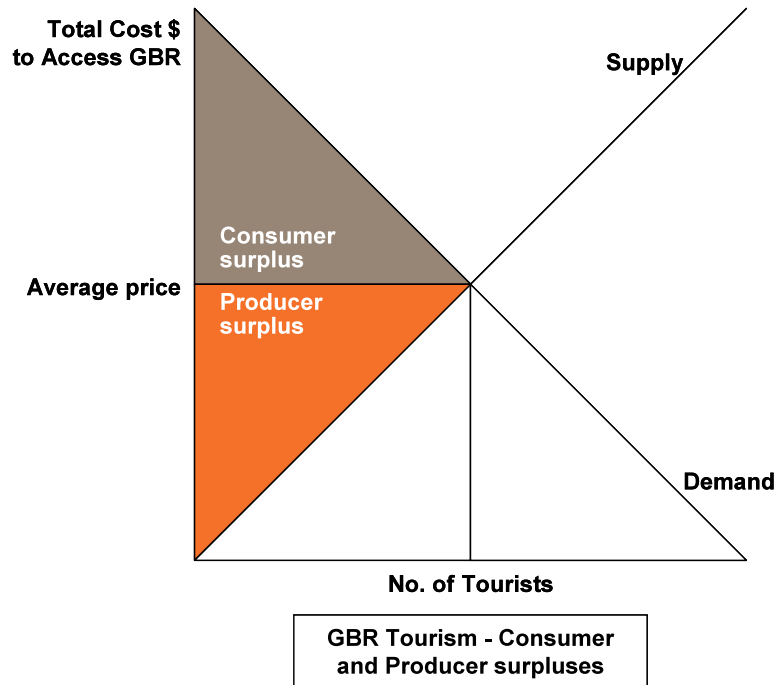 Total Cost $
to Access GBR
Supply
Consumer
surplus
Average price
Producer
surplus
Demand
No. of Tourists
GBR Tourism - Consumer
and Producer surpluses